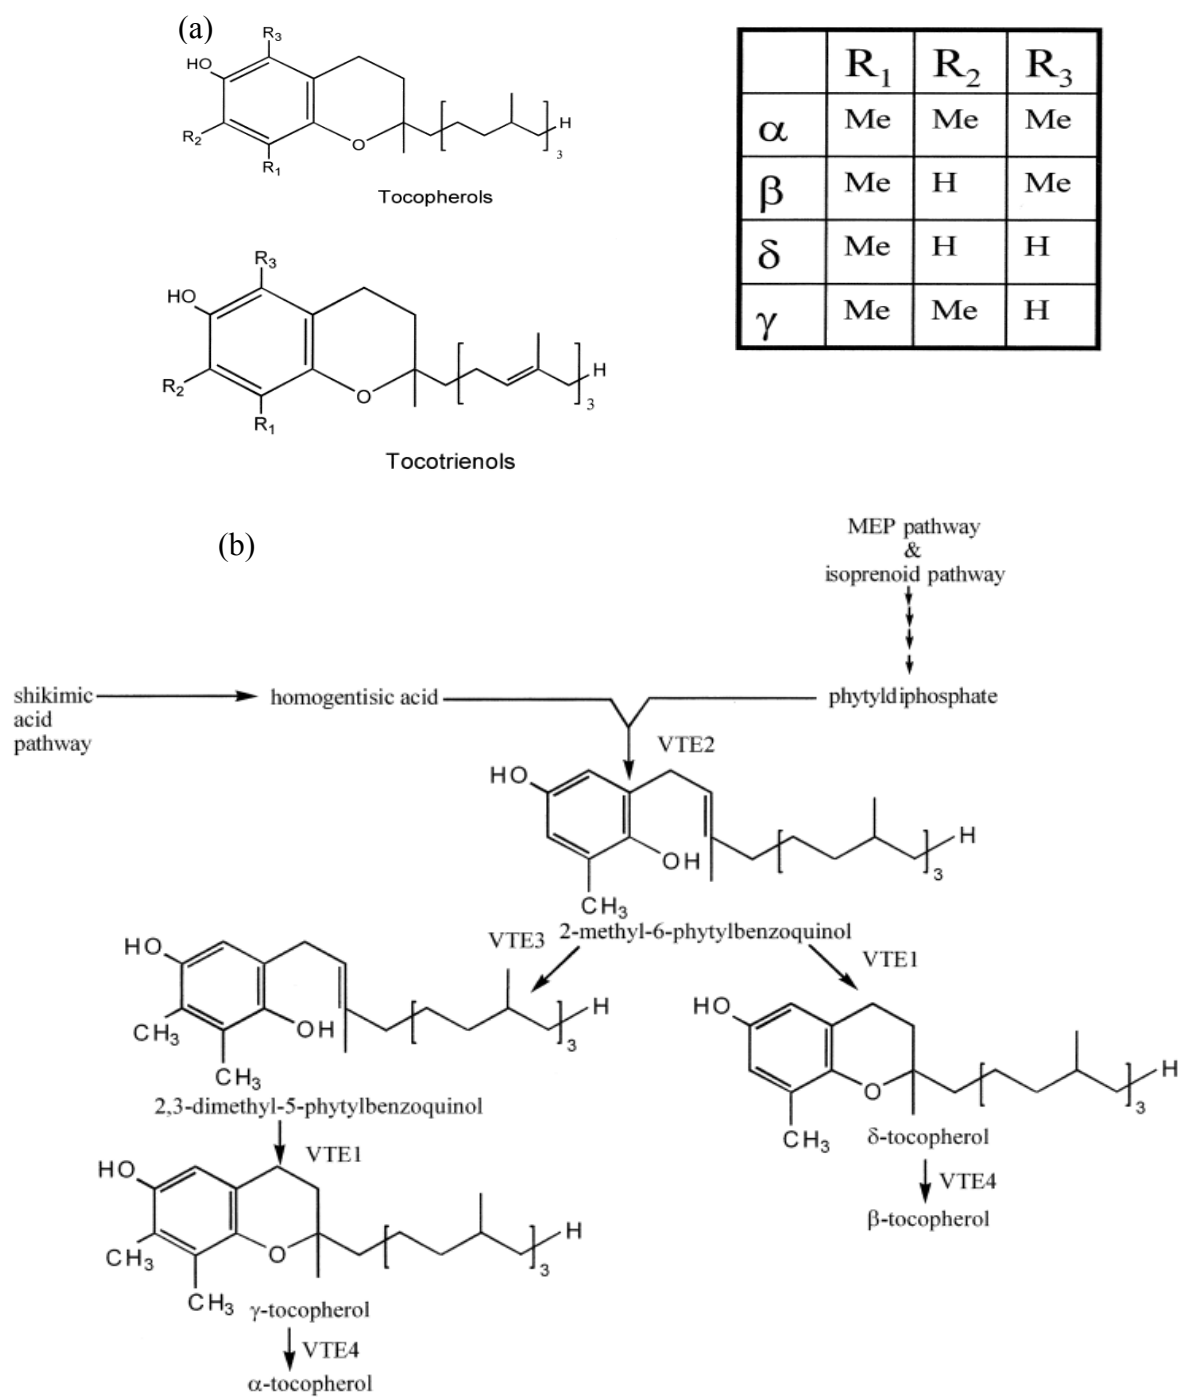 (a)
R3
HO
R2
R1
O
H
3
Tocopherols
R3
HO
R2
R1
O
H
3
Tocotrienols
R1 R2 R3
α Me Me Me
β Me H Me
δ Me H H
γ Me Me H
(b)
MEP pathway
&
isoprenoid pathway
shikimic
acid
pathway
homogentisic acid
phytyldiphosphate
VTE2
HO
OH
CH3
H
3
2-methyl-6-phytylbenzoquinol
VTE3
VTE1
HO
CH3
OH
CH3
H
3
2,3-dimethyl-5-phytylbenzoquinol
HO
O
CH3
H
3
δ-tocopherol
VTE4
β-tocopherol
VTE1
HO
CH3
O
CH3
H
3
γ-tocopherol
VTE4
α-tocopherol